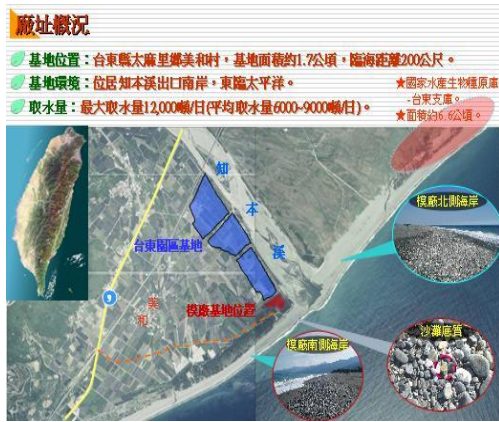 廠址概況
基地位置：台東縣太麻里鄉美和村，基地面積約1.7公頃，臨海距離200公尺。
基地環境：位居知本溪出口南岸，東臨太平洋。
取水量：最大取水量12,000噸/日(平均取水量6000~9000噸/日)。
★國家水產生物種原庫
-台東支庫。
★面積約6.6公頃。
知本溪
模廠北側海岸
台東園區基地
9
美和
模廠基地位置
沙灘底質
模廠南側海岸